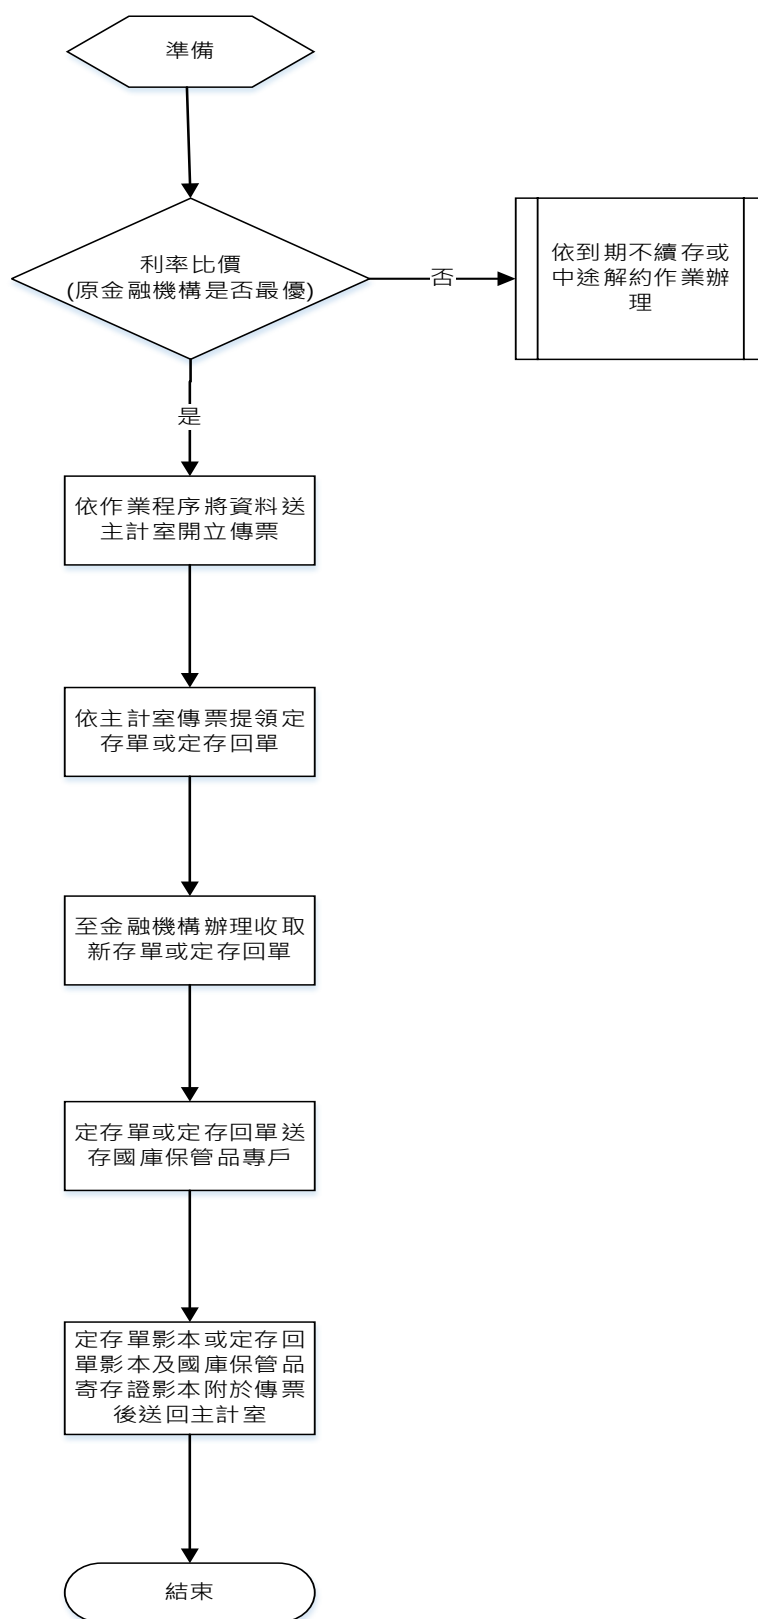 準備
利率比價
(原金融機構是否最優)
否
依到期不續存或
中途解約作業辦
理
是
依作業程序將資料送
主計室開立傳票
依主計室傳票提領定
存單或定存回單
至金融機構辦理收取
新存單或定存回單
定存單或定存回單送
存國庫保管品專戶
定存單影本或定存回
單影本及國庫保管品
寄存證影本附於傳票
後送回主計室
結束